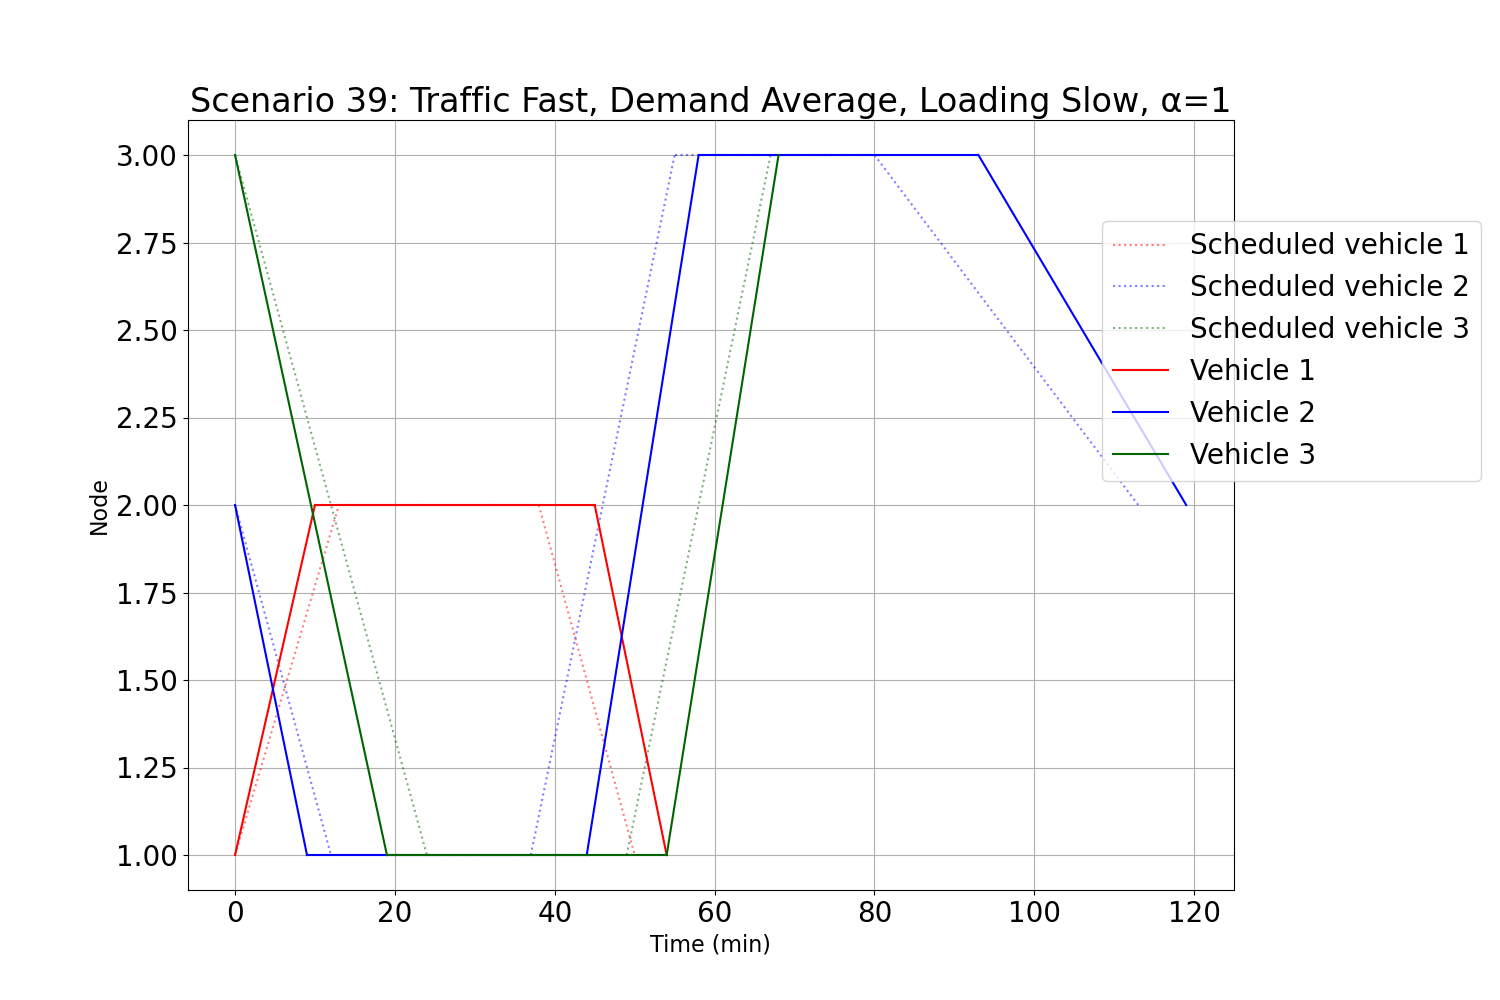 Scenario 39: Traffic Fast, Demand Average, Loading Slow, α=1
3.00
2.75
2.50
2.25
2.00
1.75
1.50
1.25
1.00
Node
0 20 40 60 80 100 120
Time (min)
Scheduled vehicle 1
Scheduled vehicle 2
Scheduled vehicle 3
Vehicle 1
Vehicle 2
Vehicle 3